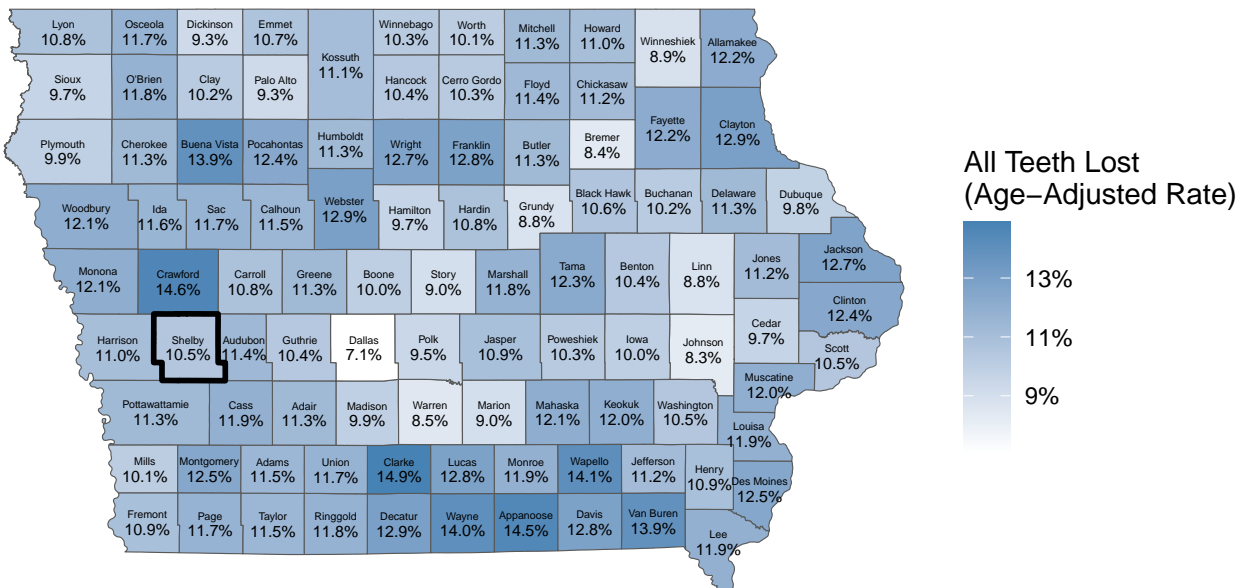 Lyon
10.8%
Osceola
11.7%
Dickinson
9.3%
Emmet
10.7%
Kossuth
11.1%
Winnebago
10.3%
Worth
10.1%
Mitchell
11.3%
Howard
11.0%
Winneshiek
8.9%
Allamakee
12.2%
Sioux
9.7%
O'Brien
11.8%
Clay
10.2%
Palo Alto
9.3%
Hancock
10.4%
Cerro Gordo
10.3%
Floyd
11.4%
Chickasaw
11.2%
Fayette
12.2%
Clayton
12.9%
Plymouth
9.9%
Cherokee
11.3%
Buena Vista
13.9%
Pocahontas
12.4%
Humboldt
11.3%
Wright
12.7%
Franklin
12.8%
Butler
11.3%
Bremer
8.4%
Woodbury
12.1%
Ida
11.6%
Sac
11.7%
Calhoun
11.5%
Webster
12.9%
Hamilton
9.7%
Hardin
10.8%
Grundy
8.8%
Black Hawk
10.6%
Buchanan
10.2%
Delaware
11.3%
Dubuque
9.8%
Monona
12.1%
Crawford
14.6%
Carroll
10.8%
Greene
11.3%
Boone
10.0%
Story
9.0%
Marshall
11.8%
Tama
12.3%
Benton
10.4%
Linn
8.8%
Jones
11.2%
Jackson
12.7%
Clinton
12.4%
Harrison
11.0%
Shelby
10.5%
Audubon
11.4%
Guthrie
10.4%
Dallas
7.1%
Polk
9.5%
Jasper
10.9%
Poweshiek
10.3%
Iowa
10.0%
Johnson
8.3%
Cedar
9.7%
Scott
10.5%
Muscatine
12.0%
Pottawattamie
11.3%
Cass
11.9%
Adair
11.3%
Madison
9.9%
Warren
8.5%
Marion
9.0%
Mahaska
12.1%
Keokuk
12.0%
Washington
10.5%
Louisa
11.9%
Mills
10.1%
Montgomery
12.5%
Adams
11.5%
Union
11.7%
Clarke
14.9%
Lucas
12.8%
Monroe
11.9%
Wapello
14.1%
Jefferson
11.2%
Henry
10.9%
Des Moines
12.5%
Fremont
10.9%
Page
11.7%
Taylor
11.5%
Ringgold
11.8%
Decatur
12.9%
Wayne
14.0%
Appanoose
14.5%
Davis
12.8%
Van Buren
13.9%
Lee
11.9%
All Teeth Lost
(Age−Adjusted Rate)
13%
11%
9%